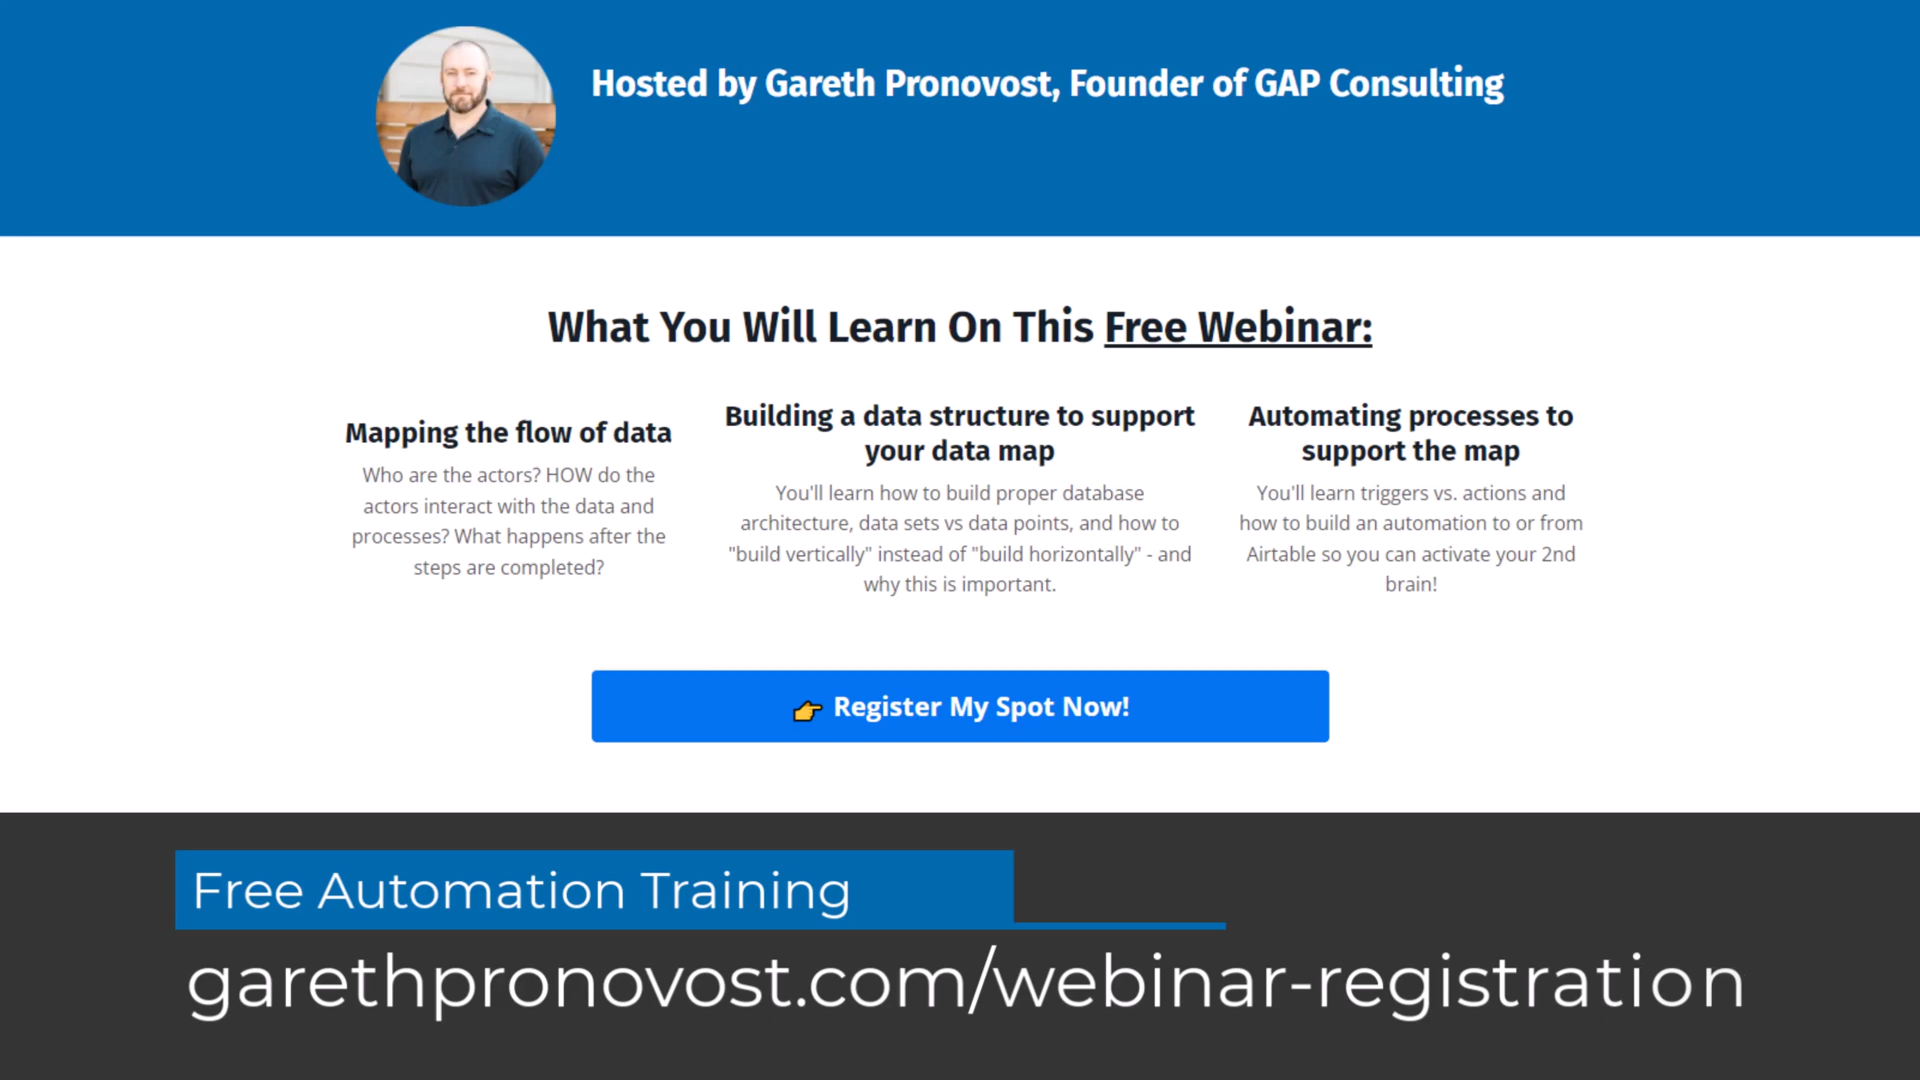 Hosted by Gareth Pronovost, Founder of GAP Consulting
What You Will Learn On This Free Webinar:
Mapping the flow of data
Who are the actors? HOW do the
actors interact with the data and
processes? What happens after the
steps are completed?
Building a data structure to support
your data map
You'll learn how to build proper database
architecture, data sets vs data points, and how to
"build vertically" instead of "build horizontally" - and
why this is important.
Automating processes to
support the map
You'll learn triggers vs. actions and
how to build an automation to or from
Airtable so you can activate your 2nd
brain!
👉 Register My Spot Now!
Free Automation Training
garethpronovost.com/webinar-registration